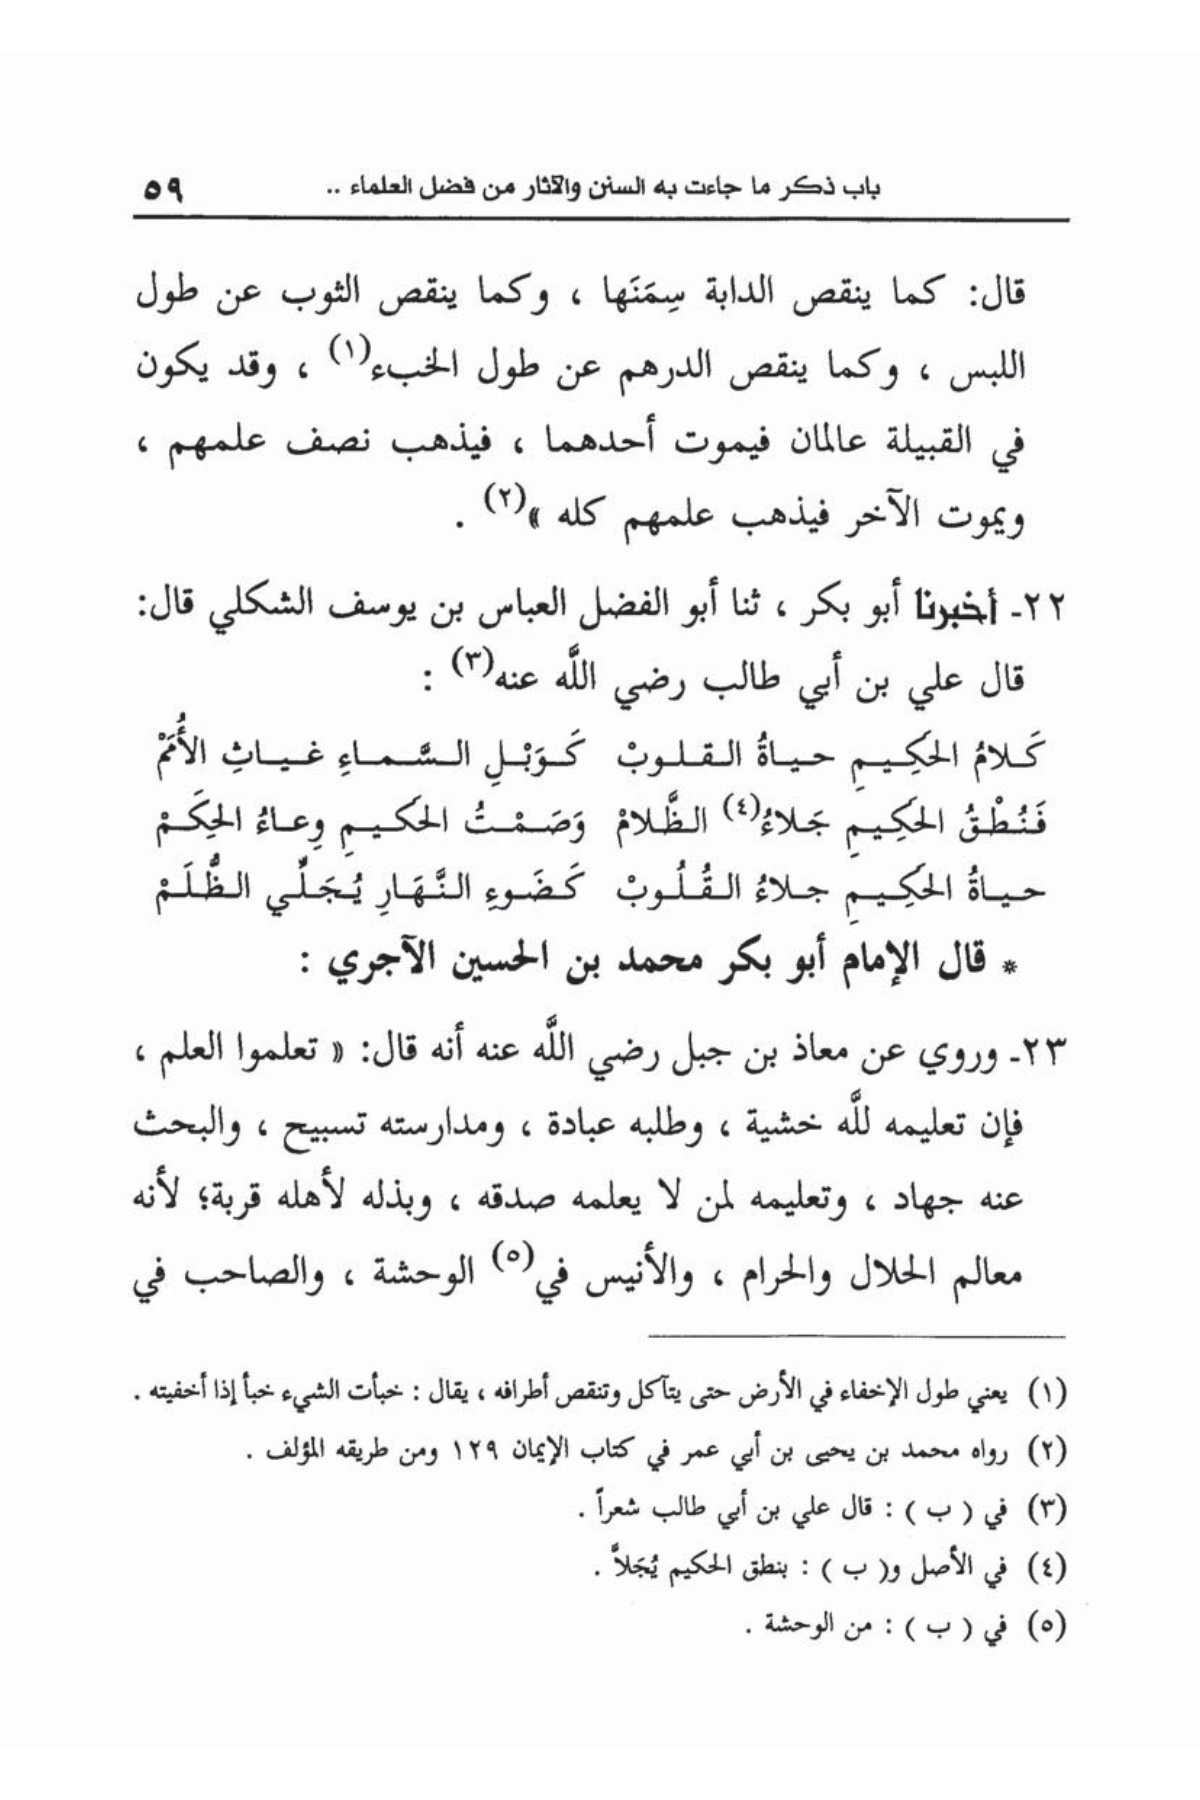 باب ذكر ما جاءت به السنن والآثار من فضل العلماء .. ٥٩
قال: كما ينقص الدابة سِمَنَها ، وكما ينقص الثوب عن طول
اللبس ، وكما ينقص الدرهم عن طول الخبء(١) ، وقد يكون
في القبيلة عالمان فيموت أحدهما ، فيذهب نصف علمهم ،
ويموت الآخر فيذهب علمهم كله »(٢) .
٢٢- أخبرنا أبو بكر ، ثنا أبو الفضل العباس بن يوسف الشكلي قال:
قال علي بن أبي طالب رضي اللَّه عنه(٣) :
كَلامُ الحَكِيمِ حياةُ القلوبْ كَوَبْلِ السَّماءِ غياثِ الأُمَمْ
فَنُطْقُ الحَكِيمِ جَلاءُ(٤) الظَّلامْ وَصَمْتُ الحَكيمِ وِعاءُ الحِكَمْ
حياةُ الحَكِيمِ جلاءُ القُلُوبْ كَضَوءِ النَّهَارِ يُجَلِّي الظُّلَمْ
* قال الإمام أبو بكر محمد بن الحسين الآجري :
٢٣- وروي عن معاذ بن جبل رضي اللَّه عنه أنه قال: « تعلموا العلم ،
فإن تعليمه للَّه خشية ، وطلبه عبادة ، ومدارسته تسبيح ، والبحث
عنه جهاد ، وتعليمه لمن لا يعلمه صدقه ، وبذله لأهله قربة؛ لأنه
معالم الحلال والحرام ، والأنيس في(٥) الوحشة ، والصاحب في
(١) يعني طول الإخفاء في الأرض حتى يتآكل وتنقص أطرافه ، يقال : خبأت الشيء خبأ إذا أخفيته .
(٢) رواه محمد بن يحيى بن أبي عمر في كتاب الإيمان ١٢٩ ومن طريقه المؤلف .
(٣) في ( ب ) : قال علي بن أبي طالب شعراً .
(٤) في الأصل و( ب ) : بنطق الحكيم يُجَلاَّ .
(٥) في ( ب ) : من الوحشة .